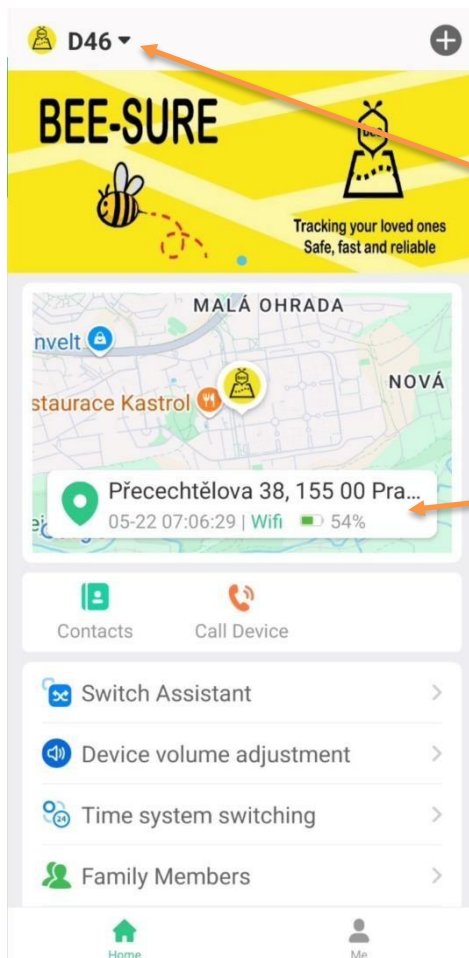 D46
BEE-SURE
BEE
Tracking your loved ones
Safe, fast and reliable
MALÁ OHRADA
nvelt
NOVÁ
staurace Kastrol
Přecechtělova 38, 155 00 Pra...
05-22 07:06:29 | Wifi 54%
Contacts
Call Device
Switch Assistant
Device volume adjustment
Time system switching
24
Family Members
Home
Me